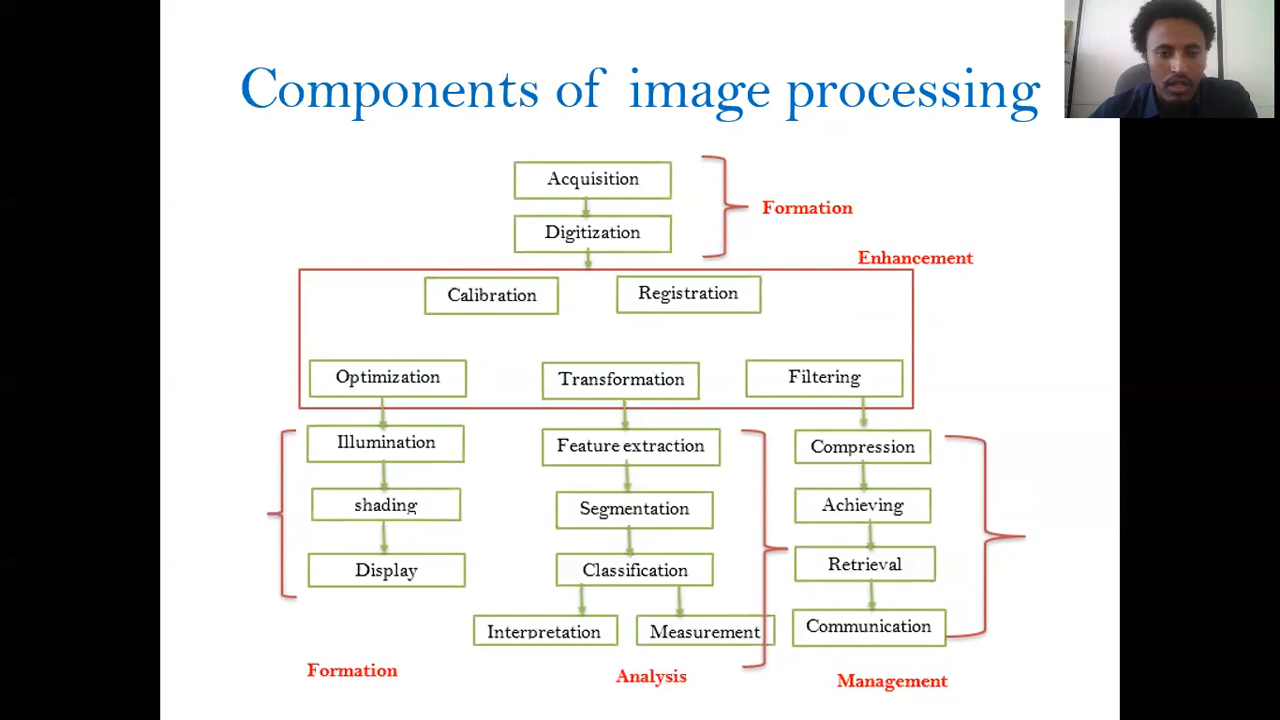 Components of image processing
Acquisition
Formation
Digitization
Enhancement
Calibration
Registration
Optimization
Transformation
Filtering
Illumination
Feature extraction
Compression
shading
Segmentation
Achieving
Display
Classification
Retrieval
Interpretation
Measurement
Communication
Formation
Analysis
Management